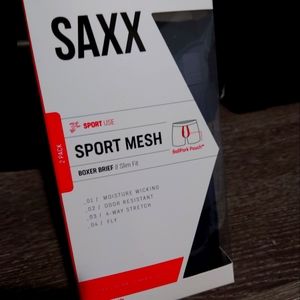 SAXX
SPORT USE
2 PACK
SPORT MESH
BallPark Pouch™
BOXER BRIEF // Slim Fit
.01 / MOISTURE WICKING
.02 / ODOR RESISTANT
.03 / 4-WAY STRETCH
.04 / FLY